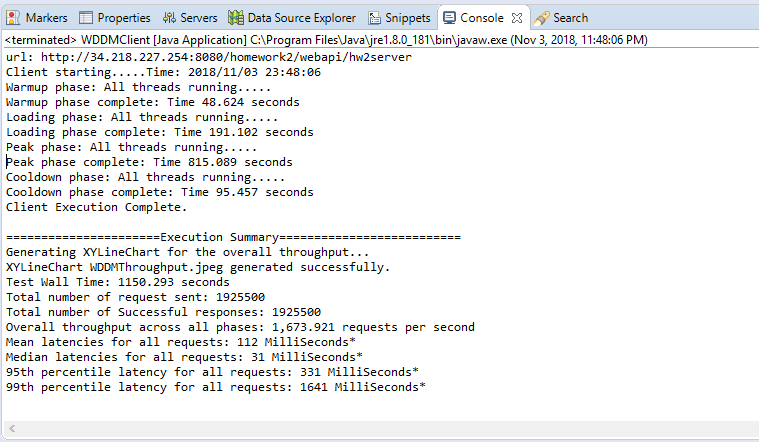 Markers Properties Servers Data Source Explorer Snippets Console Search
<terminated> WDDMClient [Java Application] C:\Program Files\Java\jre1.8.0_181\bin\javaw.exe (Nov 3, 2018, 11:48:06 PM)
url: http://34.218.227.254:8080/homework2/webapi/hw2server
Client starting.....Time: 2018/11/03 23:48:06
Warmup phase: All threads running.....
Warmup phase complete: Time 48.624 seconds
Loading phase: All threads running.....
Loading phase complete: Time 191.102 seconds
Peak phase: All threads running.....
Peak phase complete: Time 815.089 seconds
Cooldown phase: All threads running.....
Cooldown phase complete: Time 95.457 seconds
Client Execution Complete.
======================Execution Summary==========================
Generating XYLineChart for the overall throughput...
XYLineChart WDDMThroughput.jpeg generated successfully.
Test Wall Time: 1150.293 seconds
Total number of request sent: 1925500
Total number of Successful responses: 1925500
Overall throughput across all phases: 1,673.921 requests per second
Mean latencies for all requests: 112 MilliSeconds*
Median latencies for all requests: 31 MilliSeconds*
95th percentile latency for all requests: 331 MilliSeconds*
99th percentile latency for all requests: 1641 MilliSeconds*